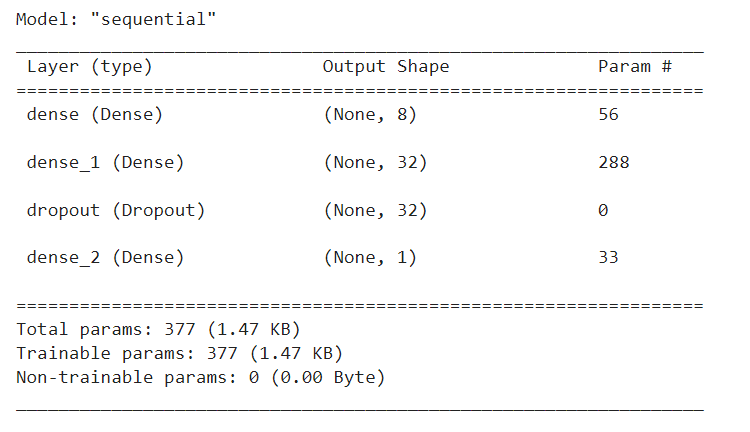 Model: "sequential"
_________________________________________________________________
Layer (type) Output Shape Param #
=================================================================
dense (Dense) (None, 8) 56
dense_1 (Dense) (None, 32) 288
dropout (Dropout) (None, 32) 0
dense_2 (Dense) (None, 1) 33
=================================================================
Total params: 377 (1.47 KB)
Trainable params: 377 (1.47 KB)
Non-trainable params: 0 (0.00 Byte)
_________________________________________________________________